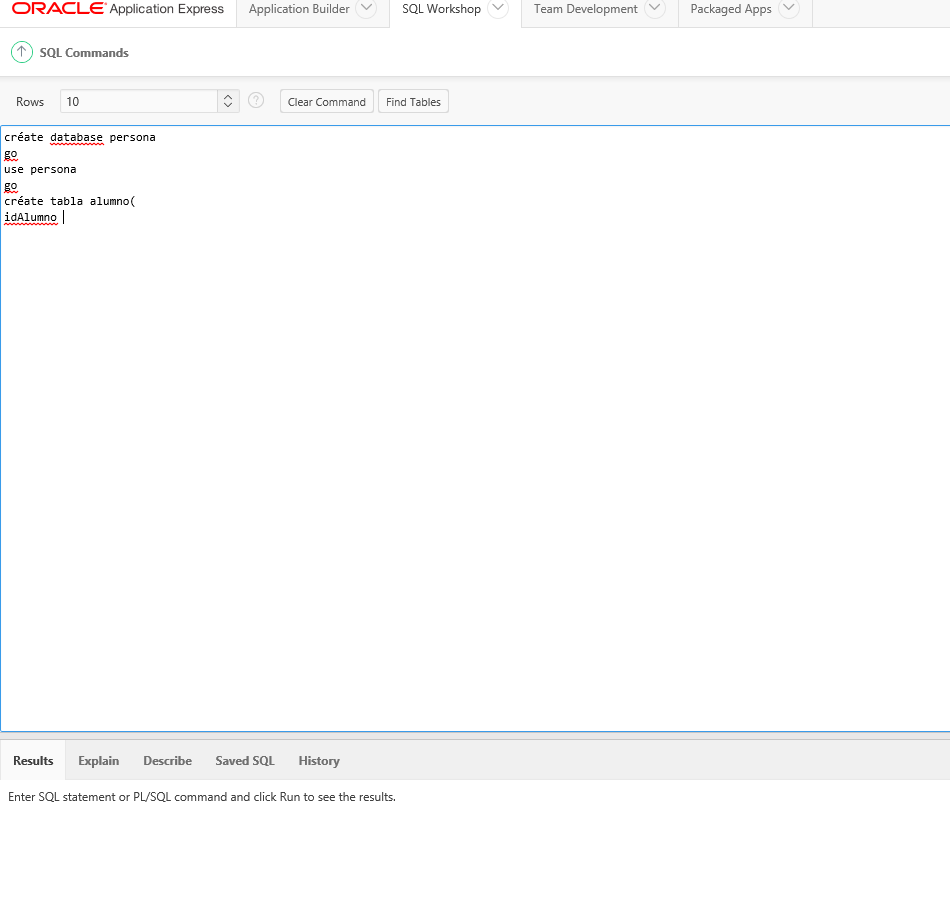 ORACLE Application Express Application Builder SQL Workshop Team Development Packaged Apps
SQL Commands
Rows 10 ? Clear Command Find Tables
créate database persona
go
use persona
go
créate tabla alumno(
idAlumno
Results Explain Describe Saved SQL History
Enter SQL statement or PL/SQL command and click Run to see the results.